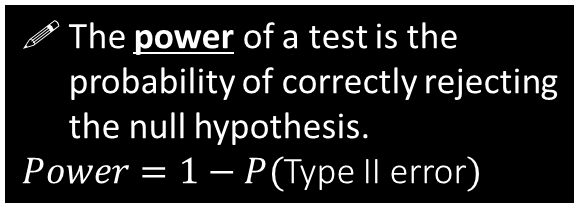 The power of a test is the
probability of correctly rejecting
the null hypothesis.
Power = 1 − P(Type II error)